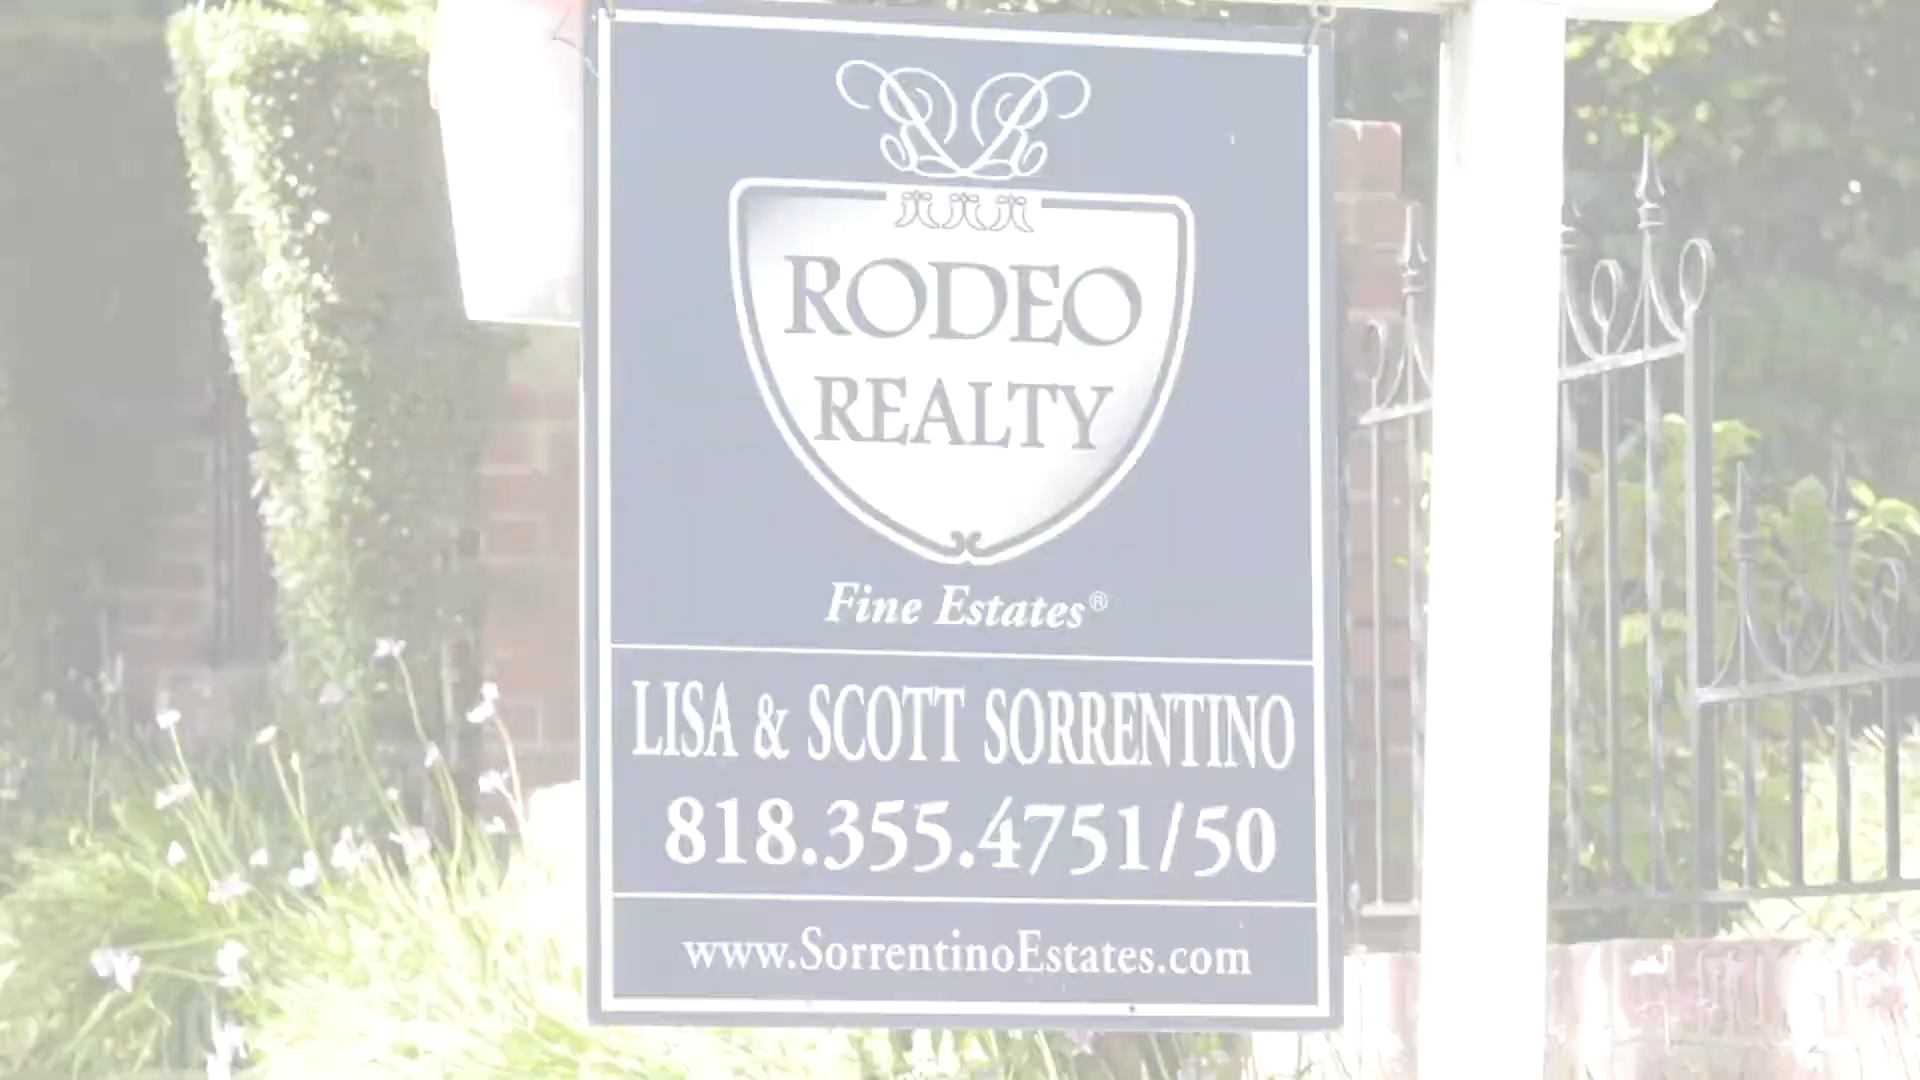 RODEO
REALTY
Fine Estates®
LISA & SCOTT SORRENTINO
818.355.4751/50
www.SorrentinoEstates.com